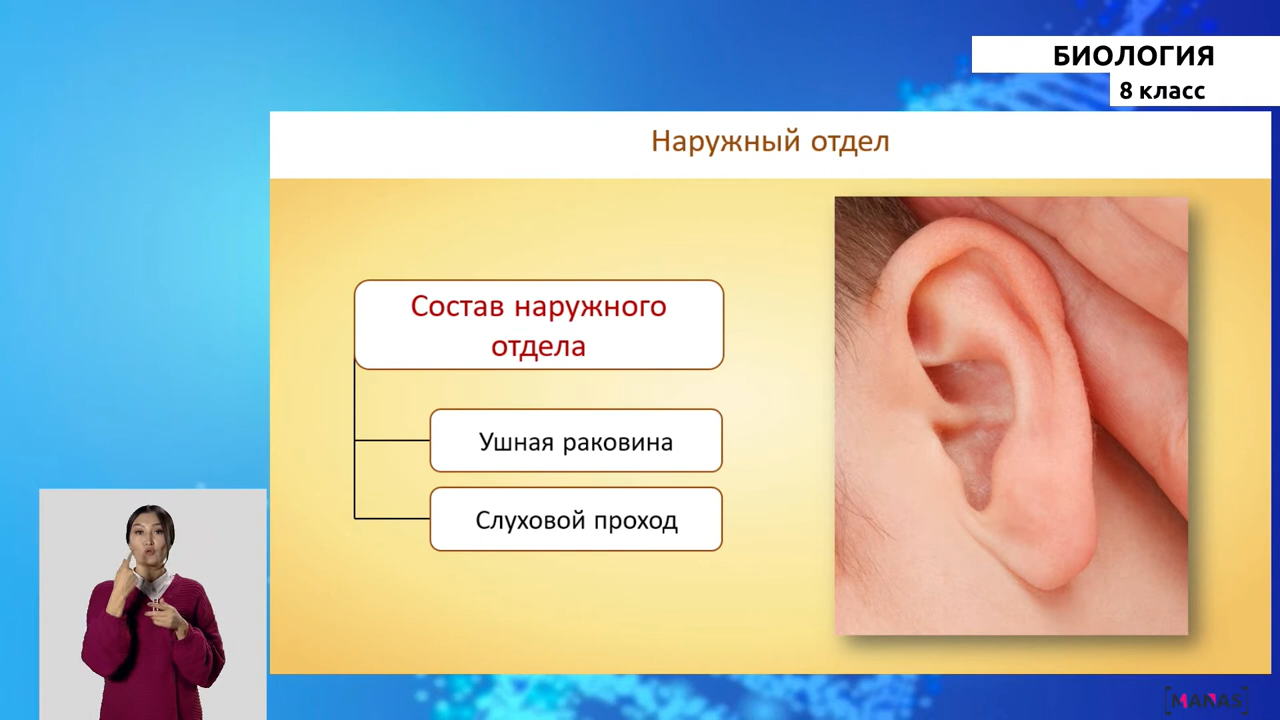 БИОЛОГИЯ
8 класс
Наружный отдел
Состав наружного
отдела
Ушная раковина
Слуховой проход
MANAS